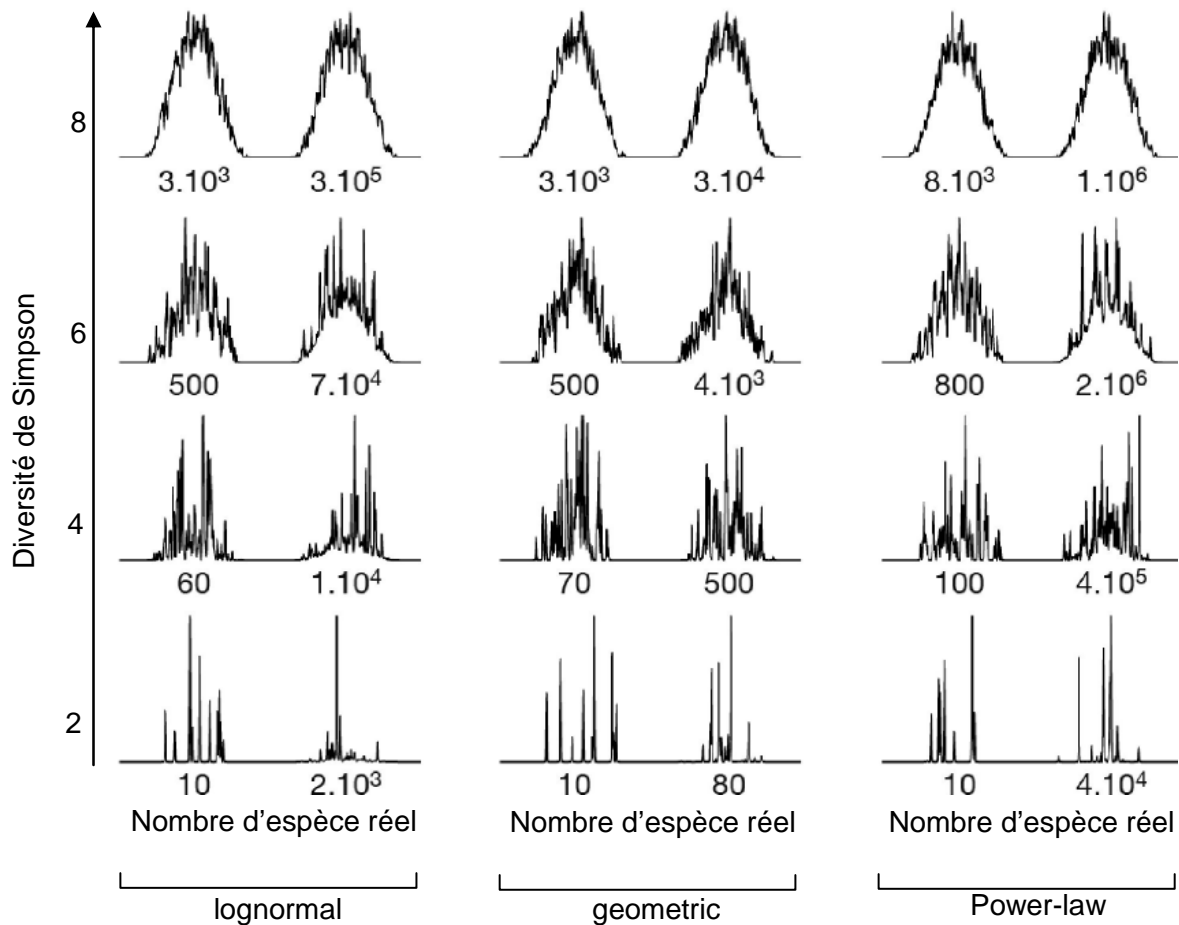 Diversité de Simpson
8
3.10³ 3.10⁵ 3.10³ 3.10⁴ 8.10³ 1.10⁶
6
500 7.10⁴ 500 4.10³ 800 2.10⁶
4
60 1.10⁴ 70 500 100 4.10⁵
2
10 2.10³ 10 80 10 4.10⁴
Nombre d’espèce réel Nombre d’espèce réel Nombre d’espèce réel
lognormal geometric Power-law